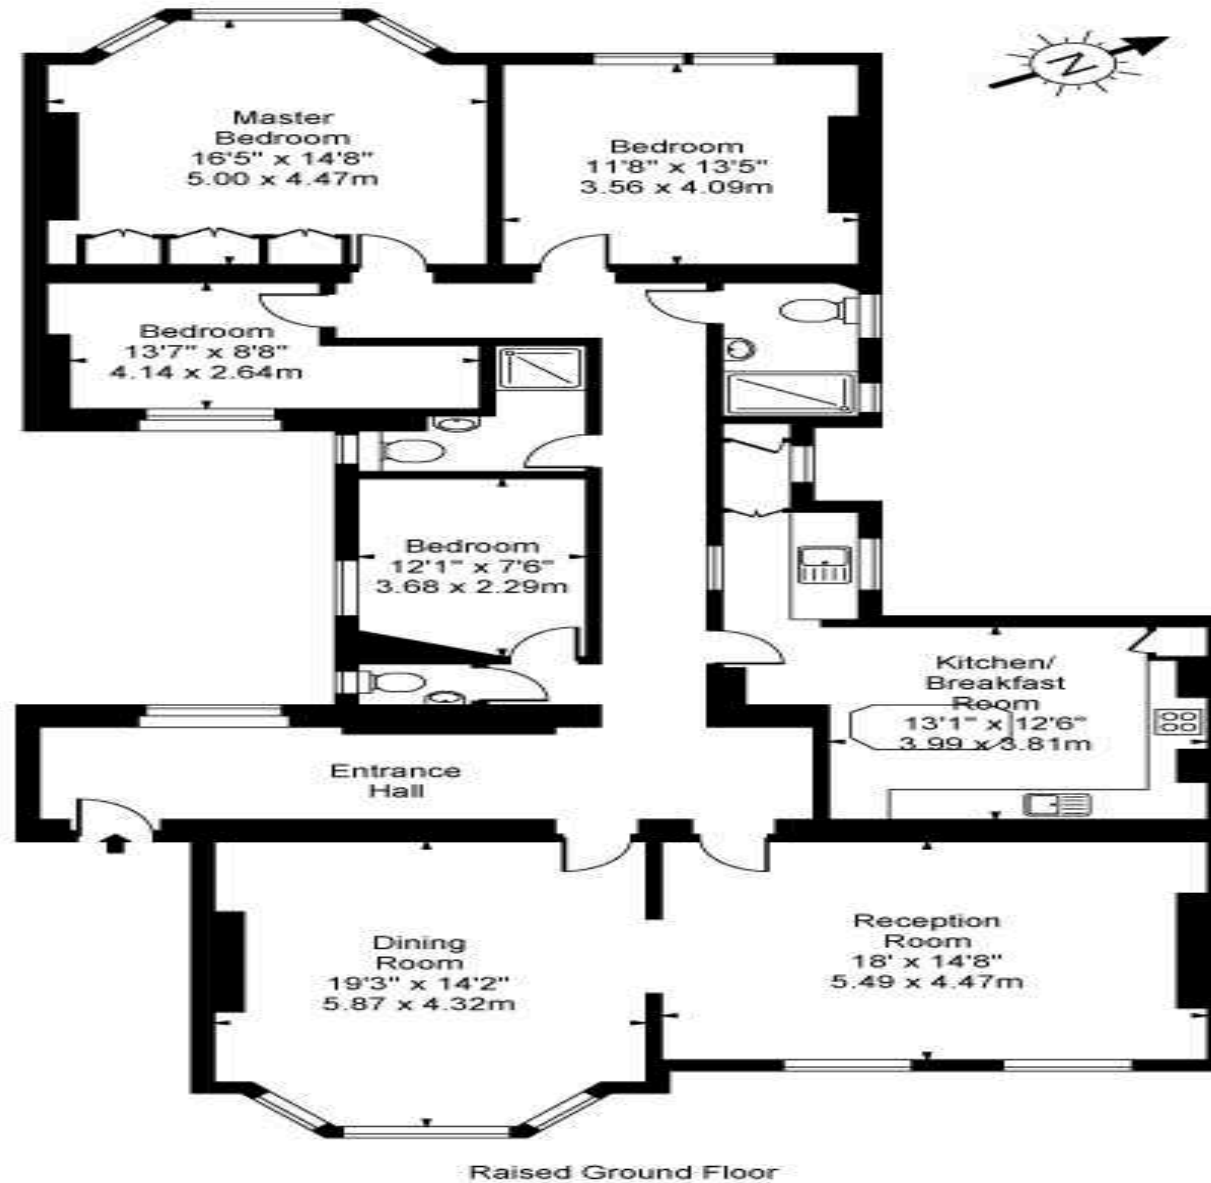 N
Master
Bedroom
16'5" x 14'8"
5.00 x 4.47m
Bedroom
11'8" x 13'5"
3.56 x 4.09m
Bedroom
13'7" x 8'8"
4.14 x 2.64m
Bedroom
12'1" x 7'6"
3.68 x 2.29m
Kitchen/
Breakfast
Room
13'1" x 12'6"
3.99 x 3.81m
Entrance
Hall
Dining
Room
19'3" x 14'2"
5.87 x 4.32m
Reception
Room
18' x 14'8"
5.49 x 4.47m
Raised Ground Floor